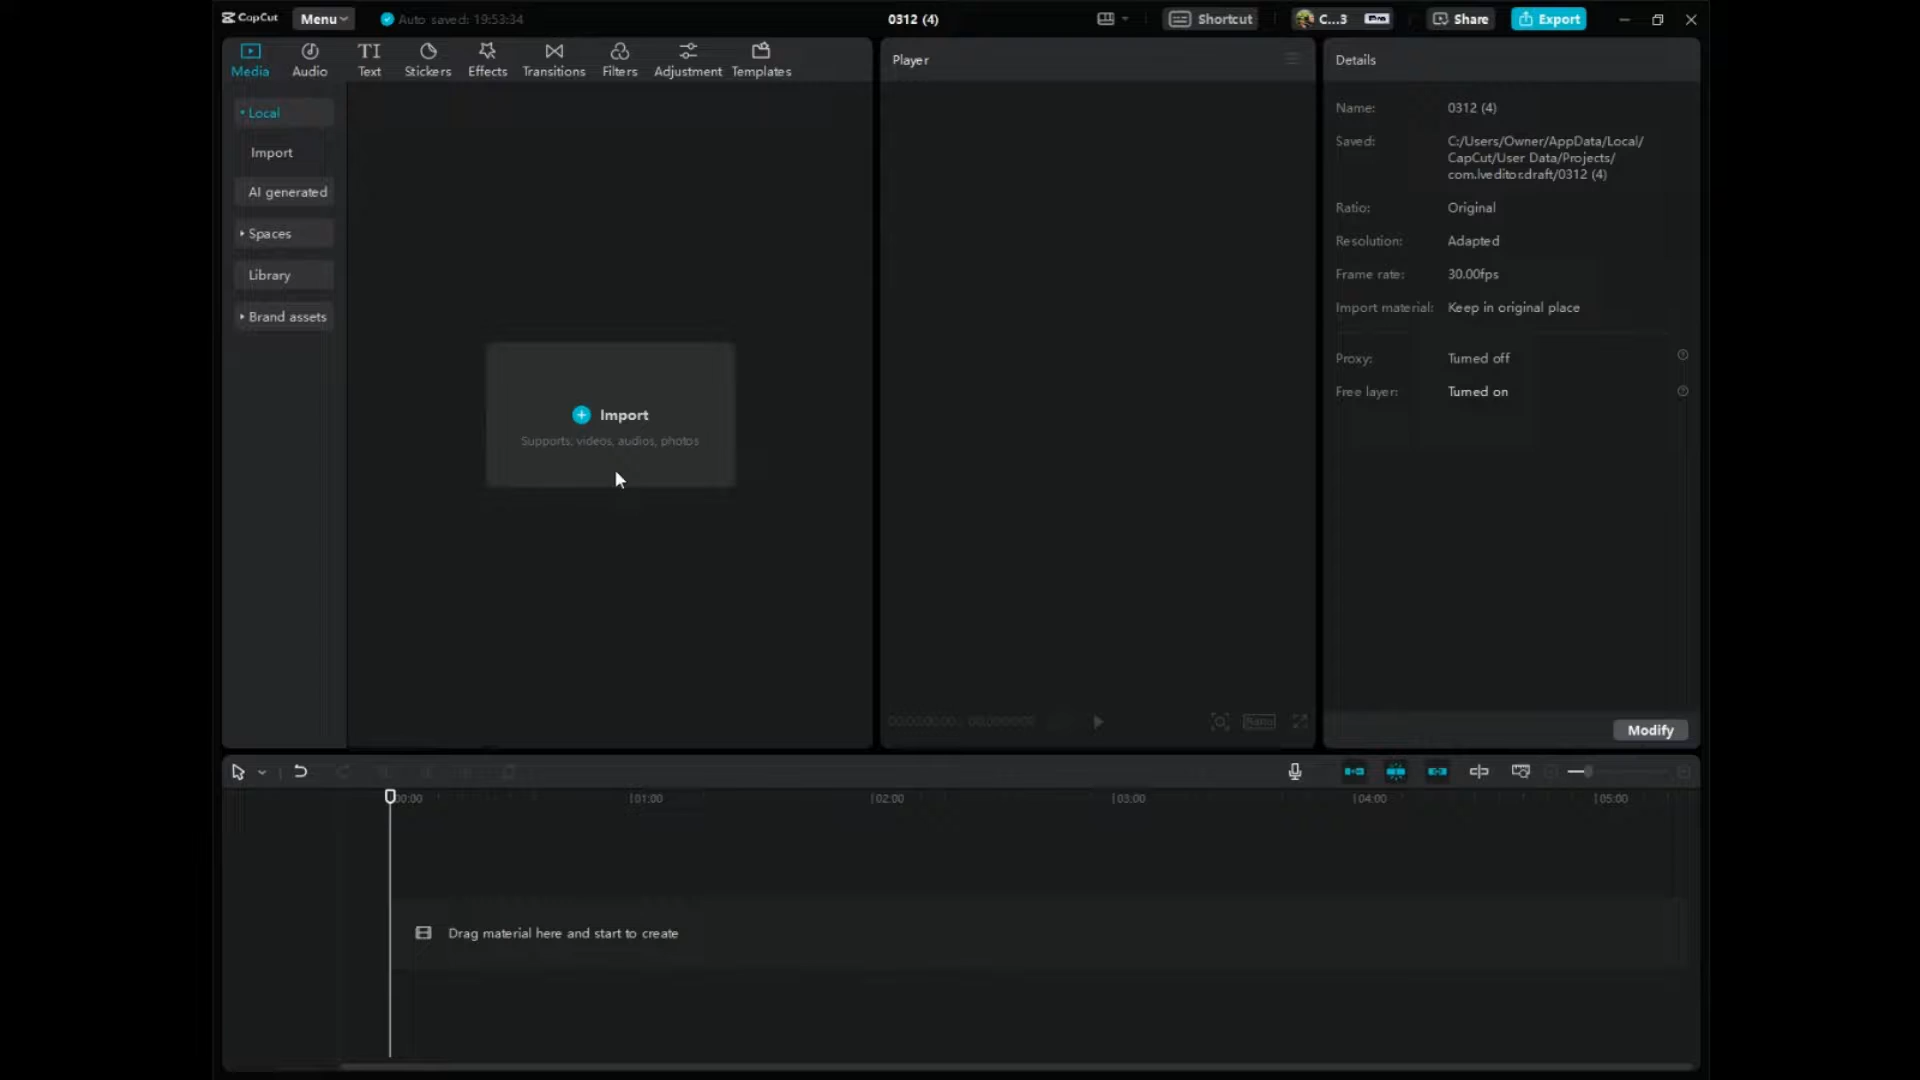 CapCut
Menu
Auto saved: 19:53:34
0312 (4)
Shortcut
C...3
Pro
Share
Export
Media
Audio
Text
Stickers
Effects
Transitions
Filters
Adjustment
Templates
Local
Import
AI generated
Spaces
Library
Brand assets
Import
Supports: videos, audios, photos
Player
Ratio
Details
Name: 0312 (4)
Saved: C:/Users/Owner/AppData/Local/
CapCut/User Data/Projects/
com.lveditor.draft/0312 (4)
Ratio: Original
Resolution: Adapted
Frame rate: 30.00fps
Import material: Keep in original place
Proxy: Turned off
Free layer: Turned on
Modify
00:00
01:00
02:00
03:00
04:00
05:00
Drag material here and start to create